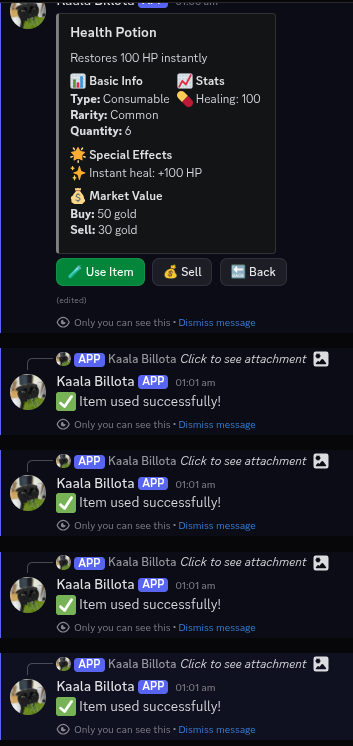 Health Potion
Restores 100 HP instantly
📊 Basic Info
Type: Consumable
Rarity: Common
Quantity: 6
📈 Stats
💊 Healing: 100
🌟 Special Effects
✨ Instant heal: +100 HP
💰 Market Value
Buy: 50 gold
Sell: 30 gold
🧪 Use Item 💰 Sell 🔙 Back
(edited)
Only you can see this • Dismiss message
APP Kaala Billota Click to see attachment
Kaala Billota APP 01:01 am
✅ Item used successfully!
Only you can see this • Dismiss message
APP Kaala Billota Click to see attachment
Kaala Billota APP 01:01 am
✅ Item used successfully!
Only you can see this • Dismiss message
APP Kaala Billota Click to see attachment
Kaala Billota APP 01:01 am
✅ Item used successfully!
Only you can see this • Dismiss message
APP Kaala Billota Click to see attachment
Kaala Billota APP 01:01 am
✅ Item used successfully!
Only you can see this • Dismiss message